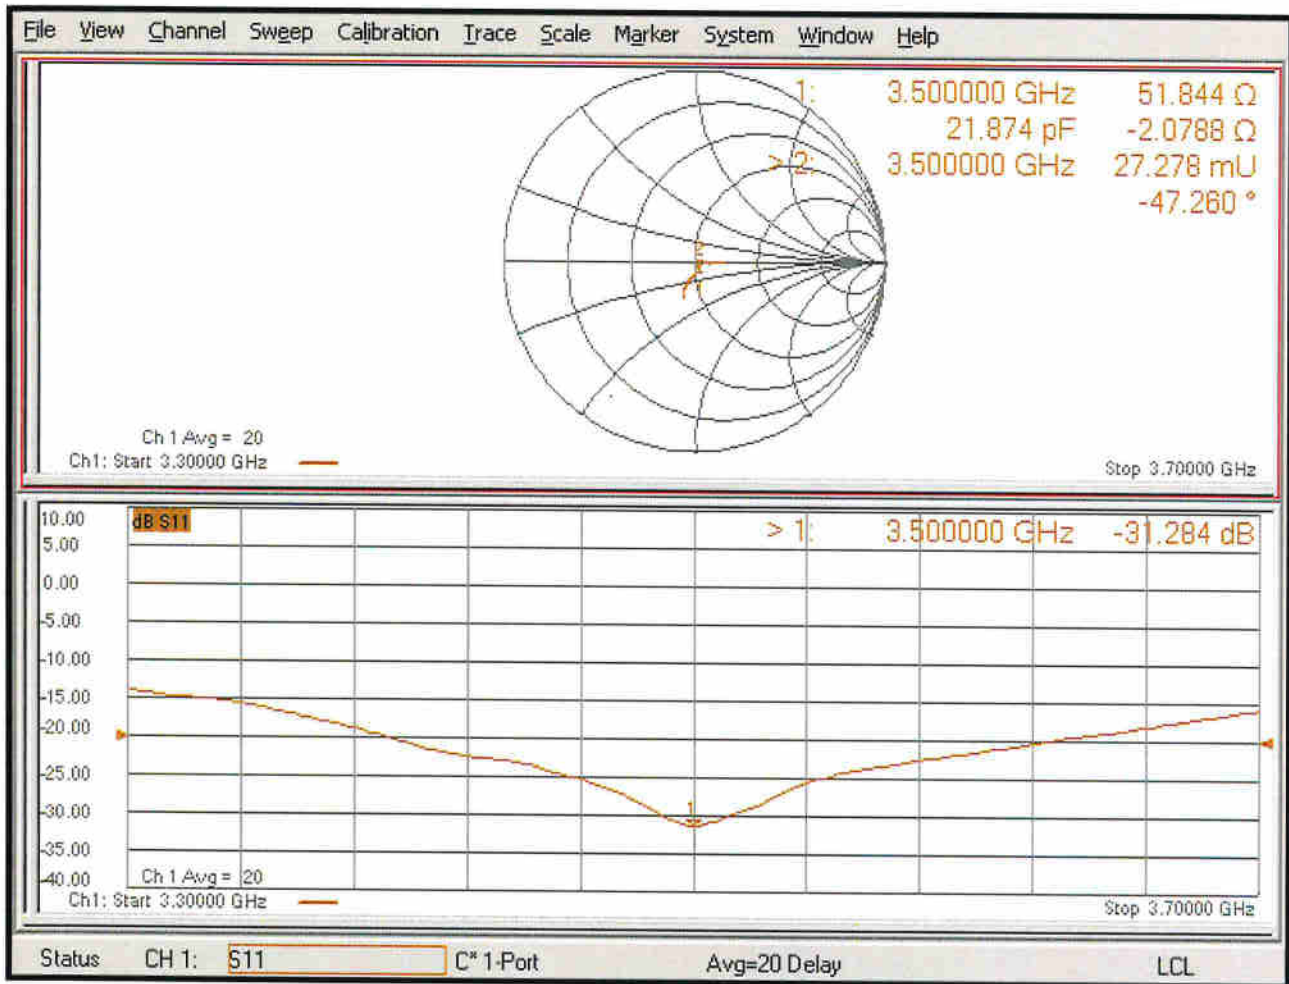 File View Channel Sweep Calibration Trace Scale Marker System Window Help
1: 3.500000 GHz 51.844 Ω
21.874 pF -2.0788 Ω
> 2: 3.500000 GHz 27.278 mU
-47.260 °
2
1
Ch 1 Avg = 20
Ch1: Start 3.30000 GHz
Stop 3.70000 GHz
10.00
dB S11
> 1: 3.500000 GHz -31.284 dB
5.00
0.00
-5.00
-10.00
-15.00
-20.00
-25.00
-30.00
1
-35.00
-40.00
Ch 1 Avg = 20
Ch1: Start 3.30000 GHz
Stop 3.70000 GHz
Status CH 1: S11 C* 1-Port Avg=20 Delay LCL